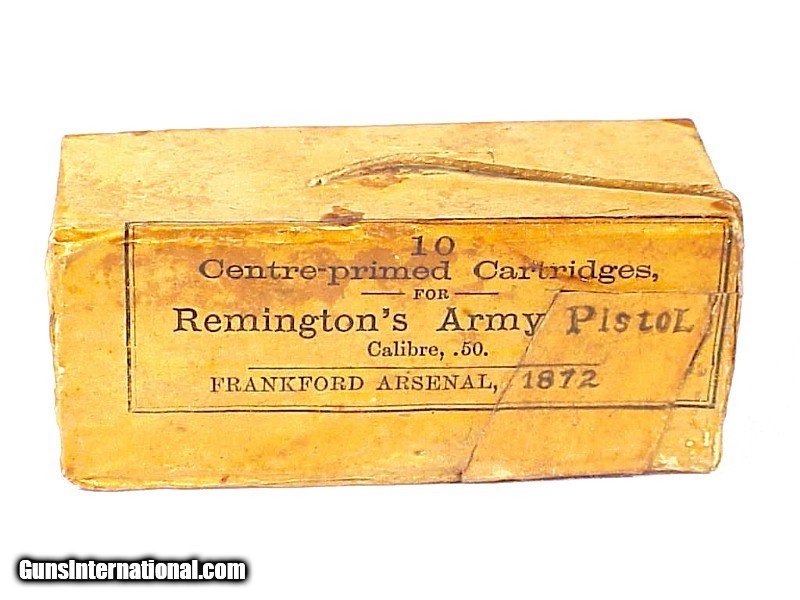 10
Centre-primed Cartridges,
FOR
Remington's Army PIstoL
Calibre, .50.
FRANKFORD ARSENAL, 1872
GunsInternational.com